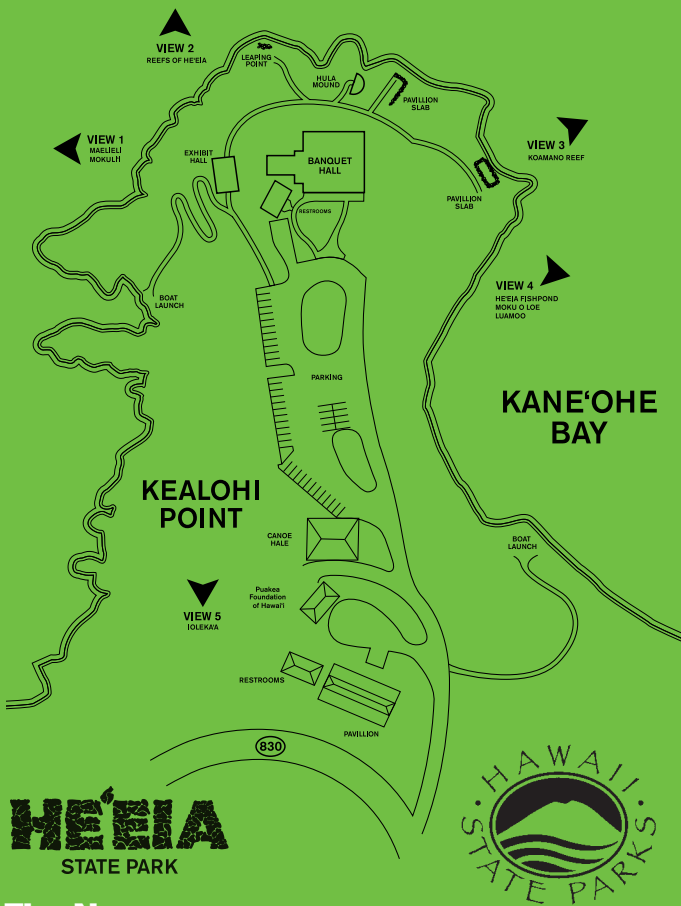 VIEW 2
REEFS OF HE'EIA
LEAPING
POINT
HULA
MOUND
PAVILLION
SLAB
VIEW 1
MAELIELI
MOKULH
EXHIBIT
HALL
BANQUET
HALL
VIEW 3
KOAMANO REEF
RESTROOMS
PAVILLION
SLAB
BOAT
LAUNCH
VIEW 4
HE'EIA FISHPOND
MOKU O LOE
LUAMOO
PARKING
KANE‘OHE
BAY
KEALOHI
POINT
CANOE
HALE
BOAT
LAUNCH
Puakea
Foundation
of Hawai'i
VIEW 5
IOLEKA'A
RESTROOMS
PAVILLION
830
HE'EIA
STATE PARK
• HAWAII •
STATE PARKS